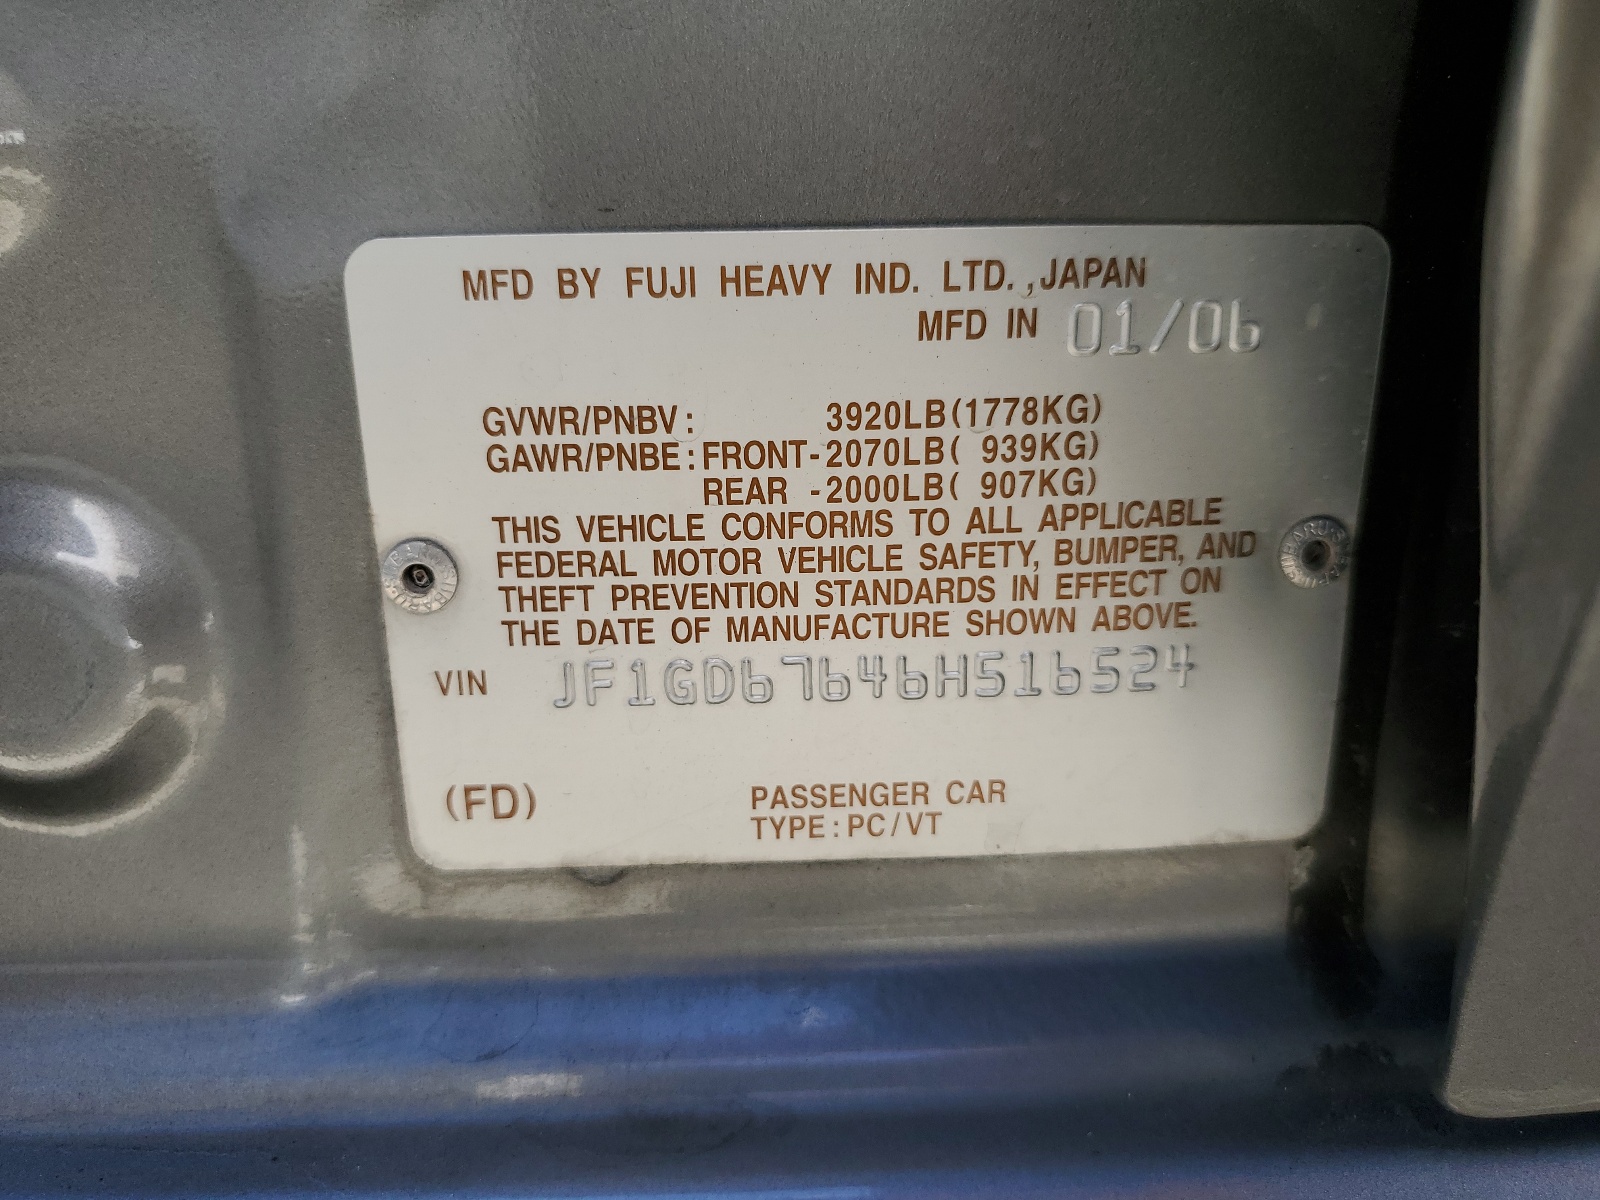 MFD BY FUJI HEAVY IND. LTD., JAPAN
MFD IN 01/06
GVWR/PNBV: 3920LB(1778KG)
GAWR/PNBE: FRONT-2070LB( 939KG)
REAR -2000LB( 907KG)
THIS VEHICLE CONFORMS TO ALL APPLICABLE
FEDERAL MOTOR VEHICLE SAFETY, BUMPER, AND
THEFT PREVENTION STANDARDS IN EFFECT ON
THE DATE OF MANUFACTURE SHOWN ABOVE.
VIN JF1GD67646H516524
(FD) PASSENGER CAR
TYPE: PC/VT